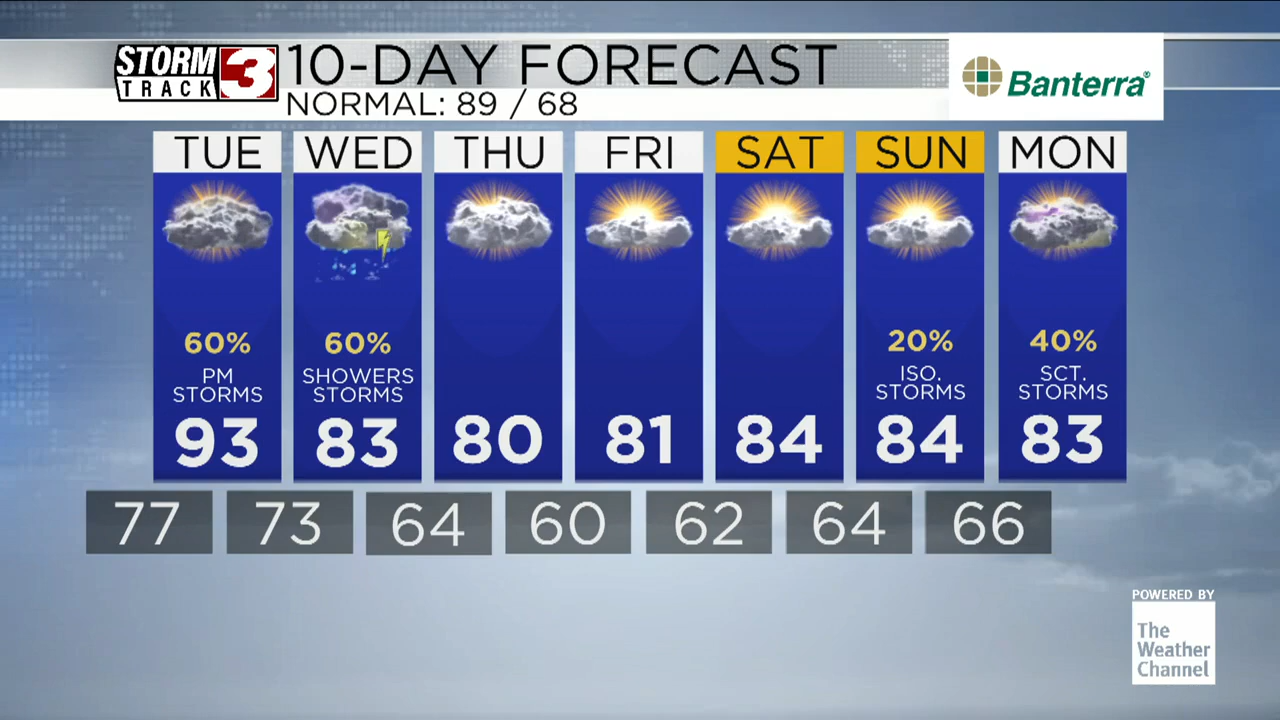 STORM
TRACK 3
10-DAY FORECAST
NORMAL: 89 / 68
Banterra®
TUE WED THU FRI SAT SUN MON
60% 60% 20% 40%
PM SHOWERS ISO. SCT.
STORMS STORMS STORMS STORMS
93 83 80 81 84 84 83
77 73 64 60 62 64 66
POWERED BY
The
Weather
Channel